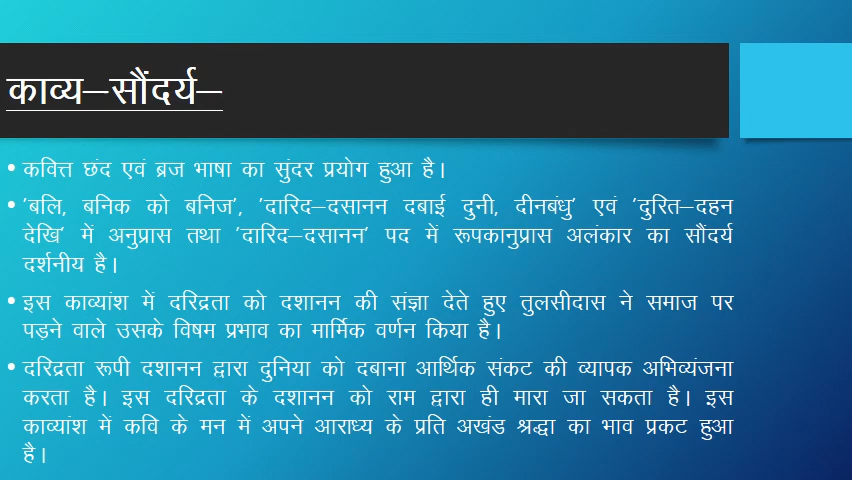 काव्य–सौंदर्य–
• कवित्त छंद एवं ब्रज भाषा का सुंदर प्रयोग हुआ है।
• 'बलि, बनिक को बनिज', 'दारिद–दसानन दबाई दुनी, दीनबंधु' एवं 'दुरित–दहन
देखि' में अनुप्रास तथा 'दारिद–दसानन' पद में रूपकानुप्रास अलंकार का सौंदर्य
दर्शनीय है।
• इस काव्यांश में दरिद्रता को दशानन की संज्ञा देते हुए तुलसीदास ने समाज पर
पड़ने वाले उसके विषम प्रभाव का मार्मिक वर्णन किया है।
• दरिद्रता रूपी दशानन द्वारा दुनिया को दबाना आर्थिक संकट की व्यापक अभिव्यंजना
करता है। इस दरिद्रता के दशानन को राम द्वारा ही मारा जा सकता है। इस
काव्यांश में कवि के मन में अपने आराध्य के प्रति अखंड श्रद्धा का भाव प्रकट हुआ
है।